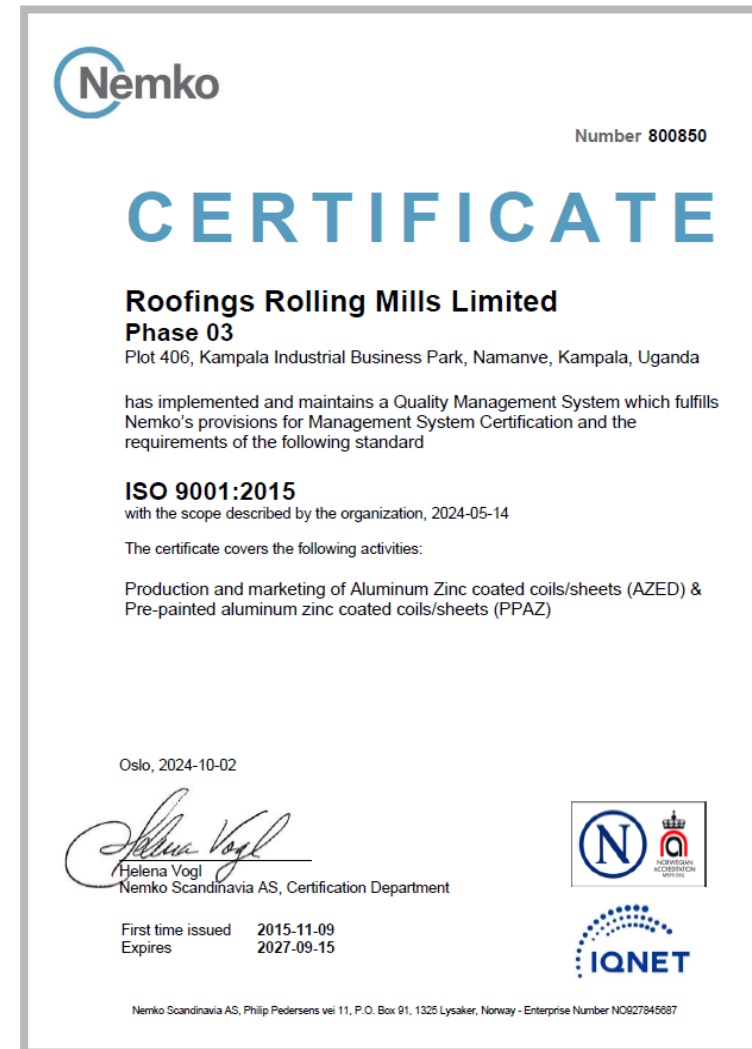 Nemko
Number 800850
CERTIFICATE
Roofings Rolling Mills Limited
Phase 03
Plot 406, Kampala Industrial Business Park, Namanve, Kampala, Uganda
has implemented and maintains a Quality Management System which fulfills
Nemko's provisions for Management System Certification and the
requirements of the following standard
ISO 9001:2015
with the scope described by the organization, 2024-05-14
The certificate covers the following activities:
Production and marketing of Aluminum Zinc coated coils/sheets (AZED) &
Pre-painted aluminum zinc coated coils/sheets (PPAZ)
Oslo, 2024-10-02
Helena Vogl
Helena Vogl
Nemko Scandinavia AS, Certification Department
N
NORWEGIAN
ACCREDITATION
First time issued 2015-11-09
Expires 2027-09-15
IQNET
Nemko Scandinavia AS, Philip Pedersens vei 11, P.O. Box 91, 1325 Lysaker, Norway - Enterprise Number NO927845687